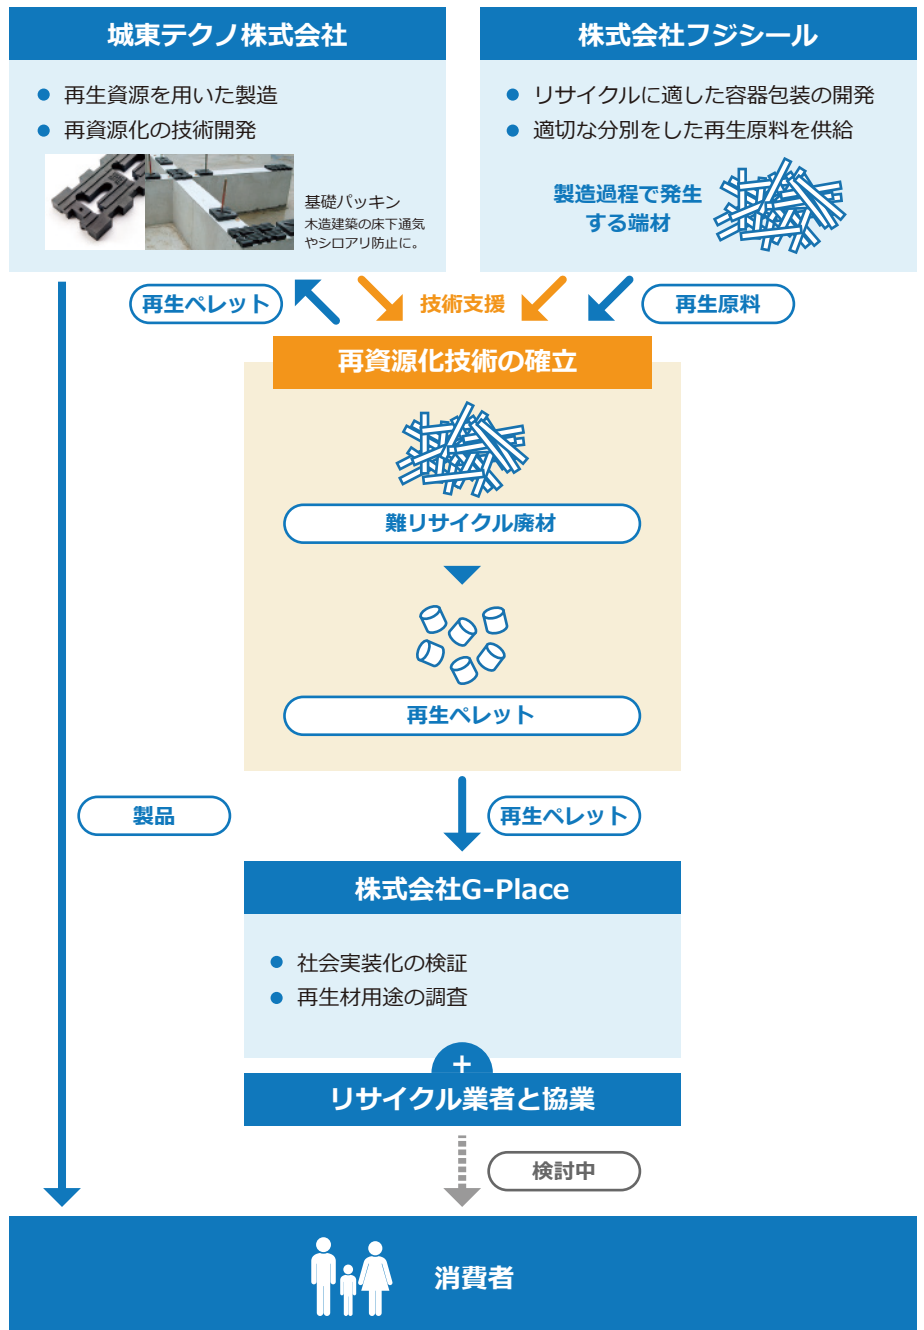 城東テクノ株式会社
再生資源を用いた製造
再資源化の技術開発
基礎パッキン
木造建築の床下通気
やシロアリ防止に。
株式会社フジシール
リサイクルに適した容器包装の開発
適切な分別をした再生原料を供給
製造過程で発生
する端材
再生ペレット
技術支援
再生原料
再資源化技術の確立
難リサイクル廃材
再生ペレット
製品
再生ペレット
株式会社G-Place
社会実装化の検証
再生材用途の調査
+
リサイクル業者と協業
検討中
消費者